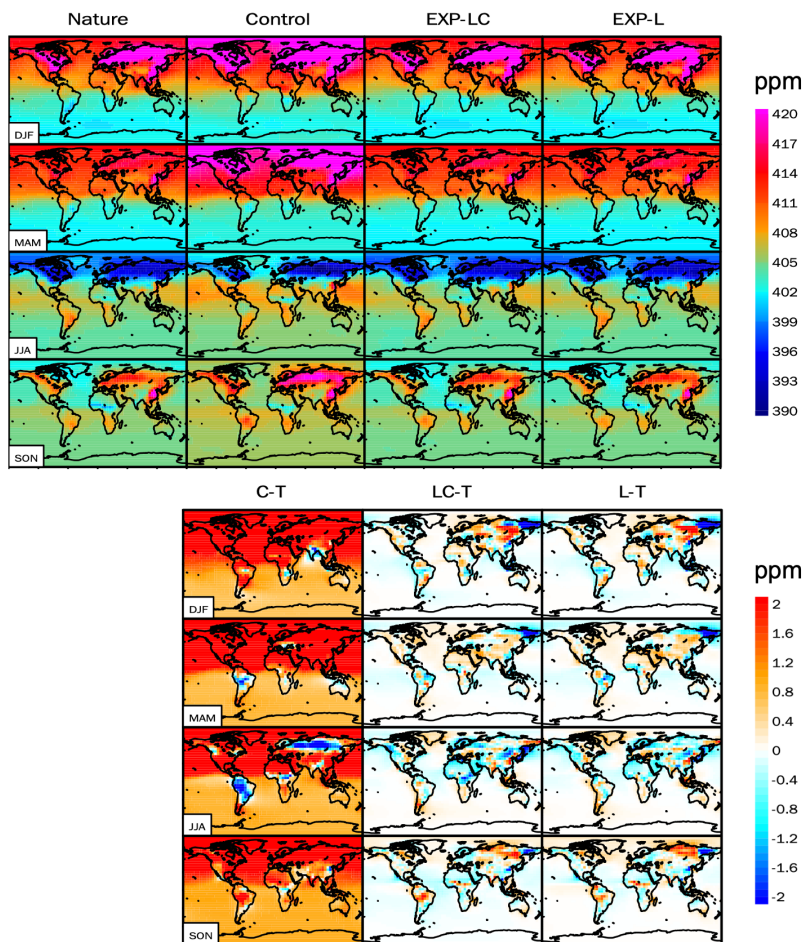 Nature Control EXP-LC EXP-L
ppm
420
417
414
411
408
405
402
399
396
393
390
DJF
MAM
JJA
SON
C-T LC-T L-T
ppm
2
1.6
1.2
0.8
0.4
0
-0.4
-0.8
-1.2
-1.6
-2
DJF
MAM
JJA
SON